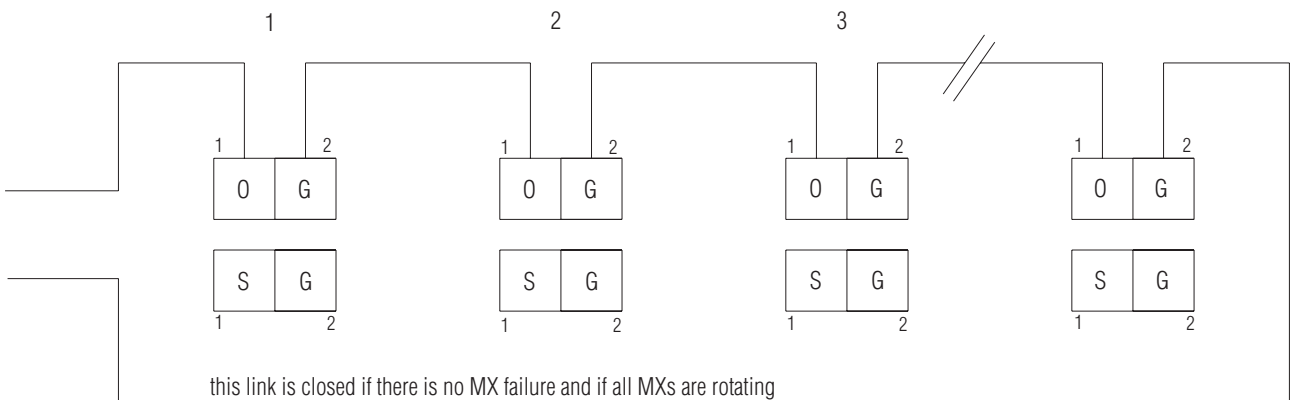 1 2 3
1 2 1 2 1 2 1 2
O G O G O G O G
S G S G S G S G
1 2 1 2 1 2 1 2
this link is closed if there is no MX failure and if all MXs are rotating